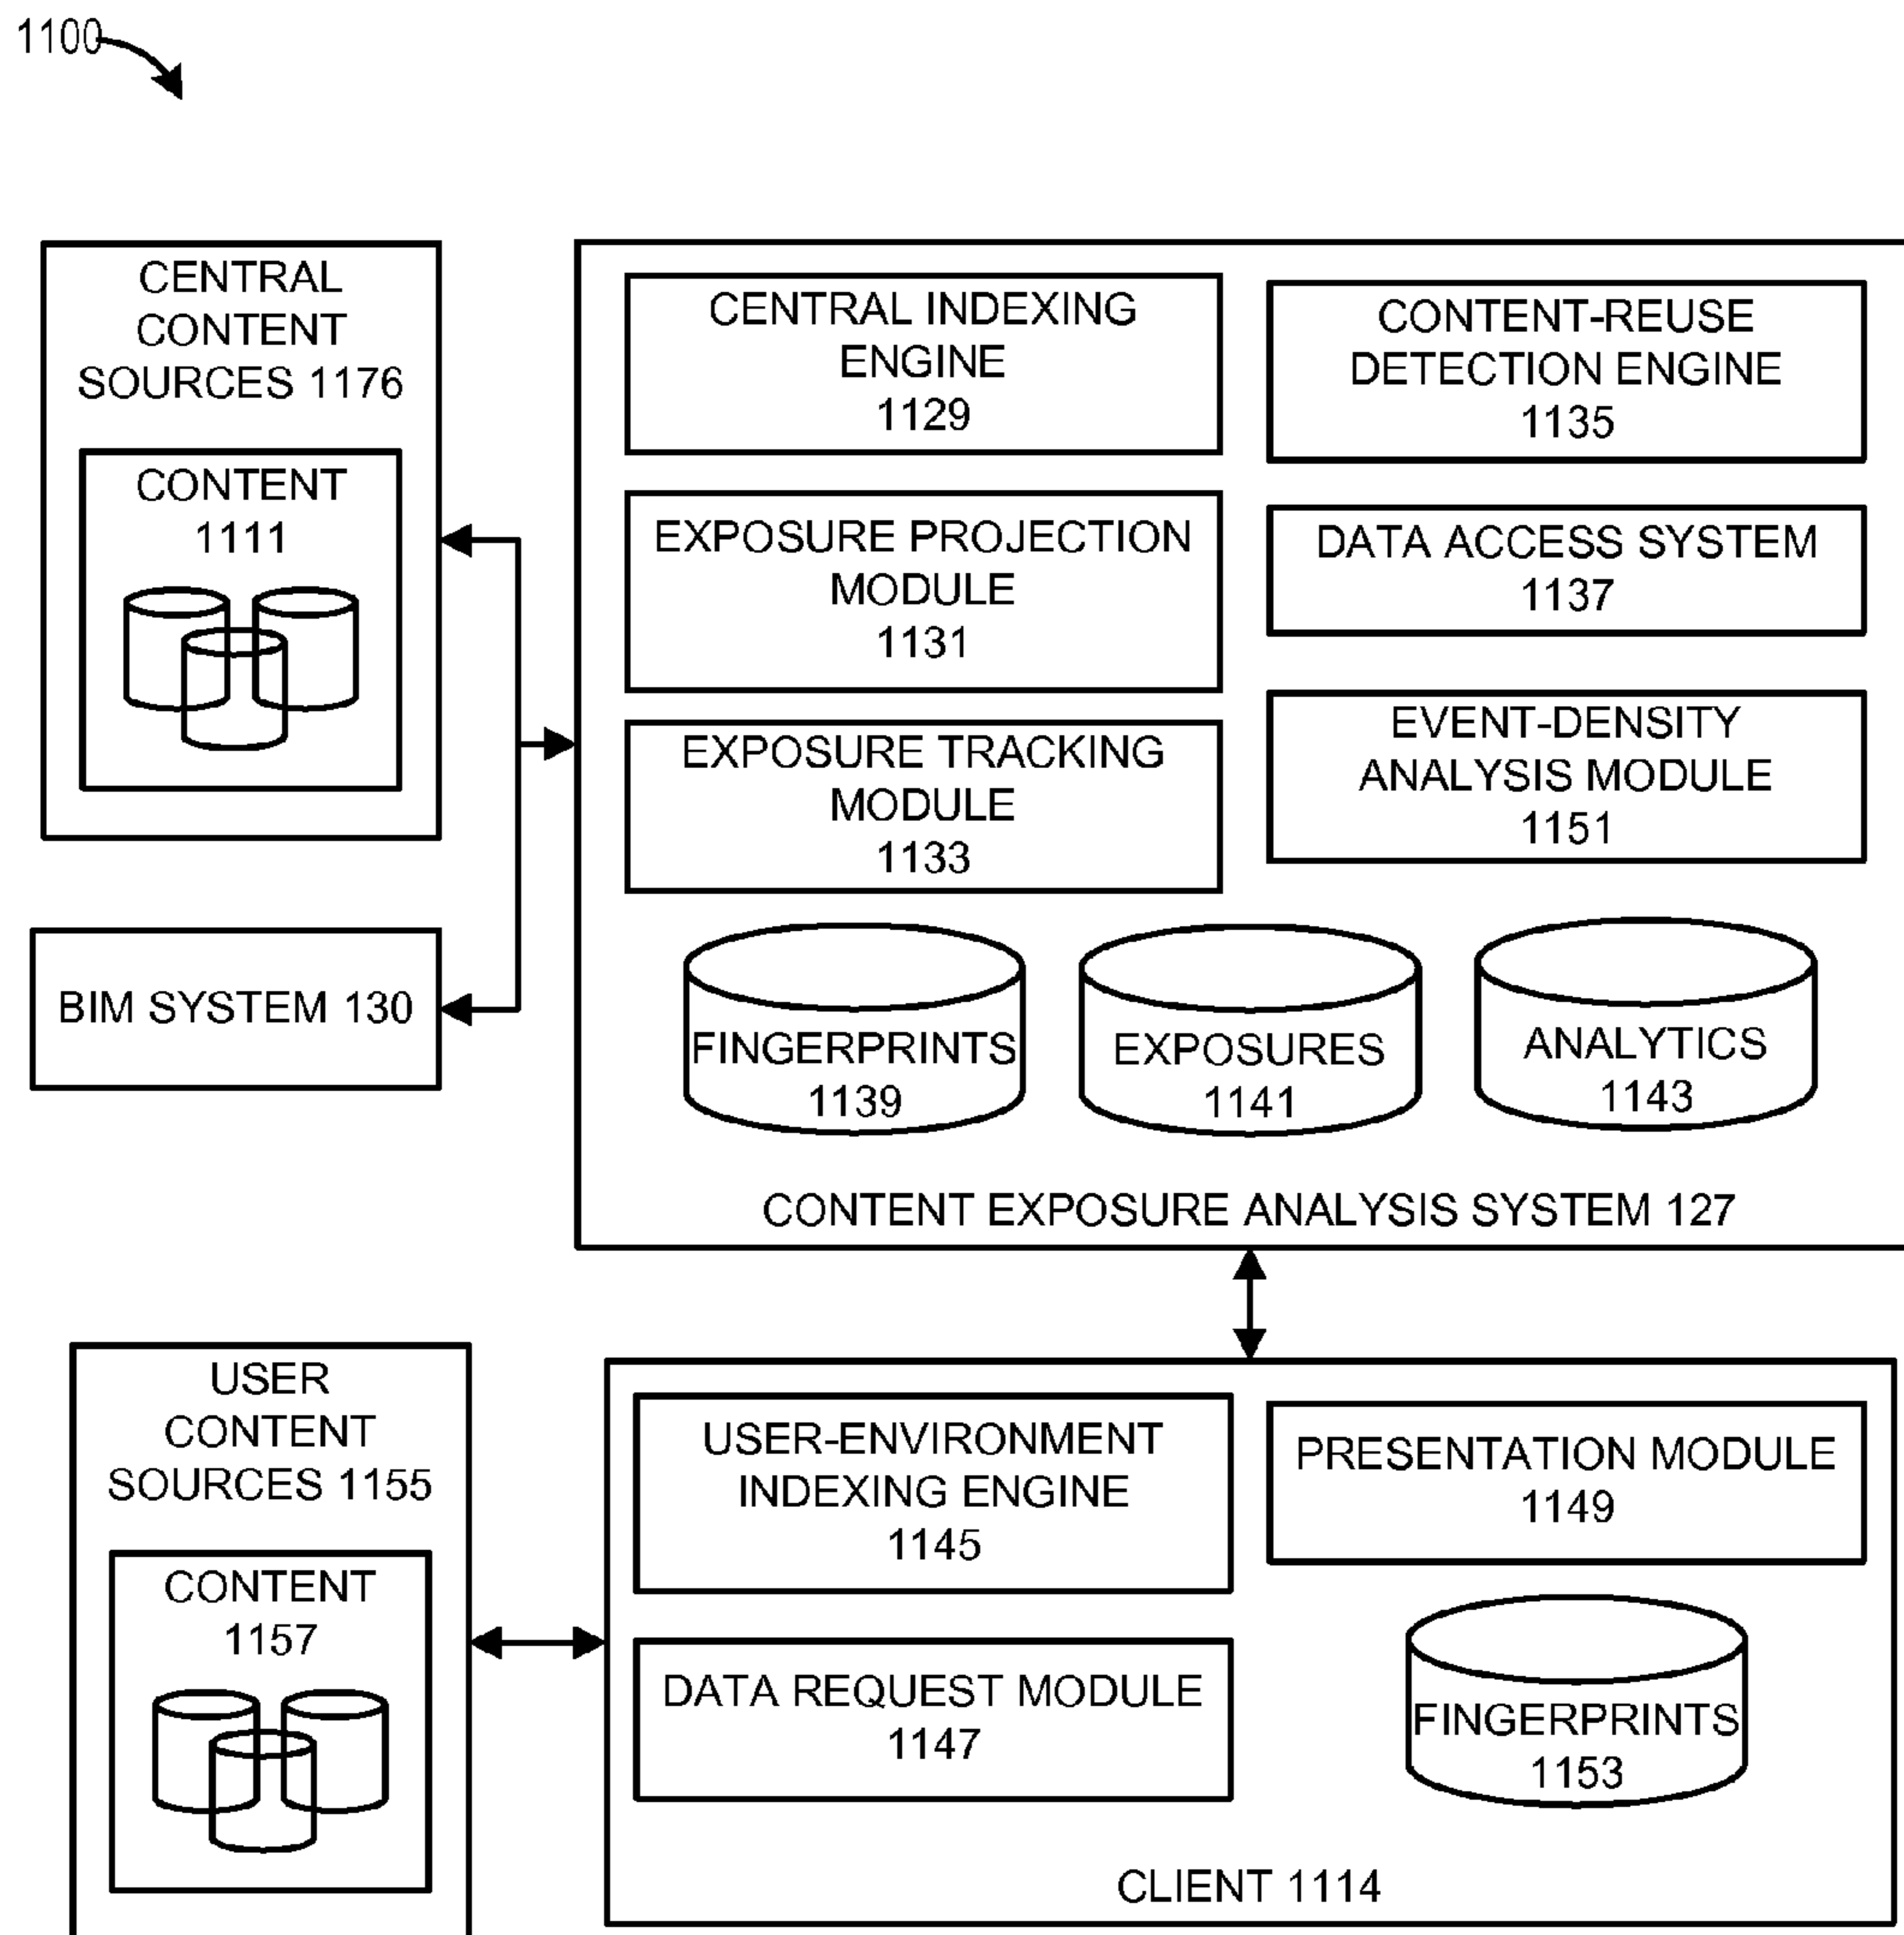 1100
CENTRAL
CONTENT
SOURCES 1176
CONTENT
1111
BIM SYSTEM 130
CENTRAL INDEXING
ENGINE
1129
CONTENT-REUSE
DETECTION ENGINE
1135
EXPOSURE PROJECTION
MODULE
1131
DATA ACCESS SYSTEM
1137
EXPOSURE TRACKING
MODULE
1133
EVENT-DENSITY
ANALYSIS MODULE
1151
FINGERPRINTS
1139
EXPOSURES
1141
ANALYTICS
1143
CONTENT EXPOSURE ANALYSIS SYSTEM 127
USER
CONTENT
SOURCES 1155
CONTENT
1157
USER-ENVIRONMENT
INDEXING ENGINE
1145
PRESENTATION MODULE
1149
DATA REQUEST MODULE
1147
FINGERPRINTS
1153
CLIENT 1114